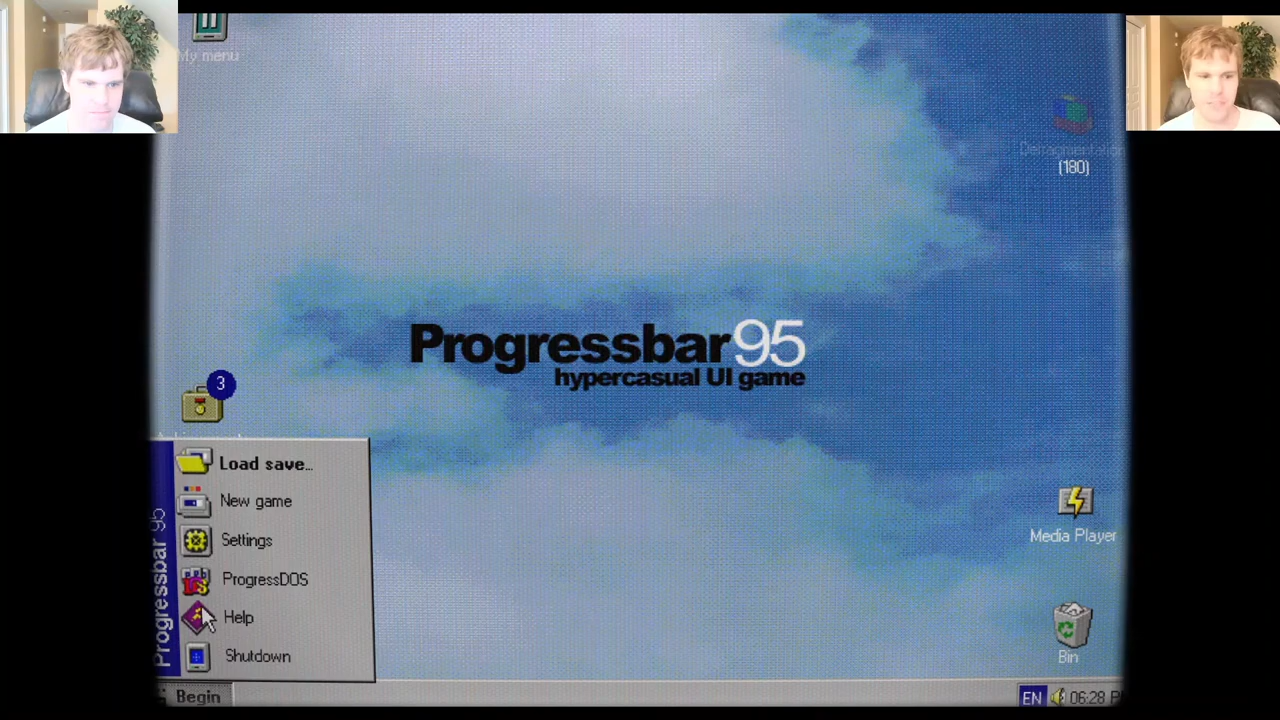 My menu
Defragmentation
(180)
Progressbar95
hypercasual UI game
3
Load save...
New game
Settings
ProgressDOS
Help
Shutdown
Progressbar 95
Media Player
Bin
Begin
EN
06:28